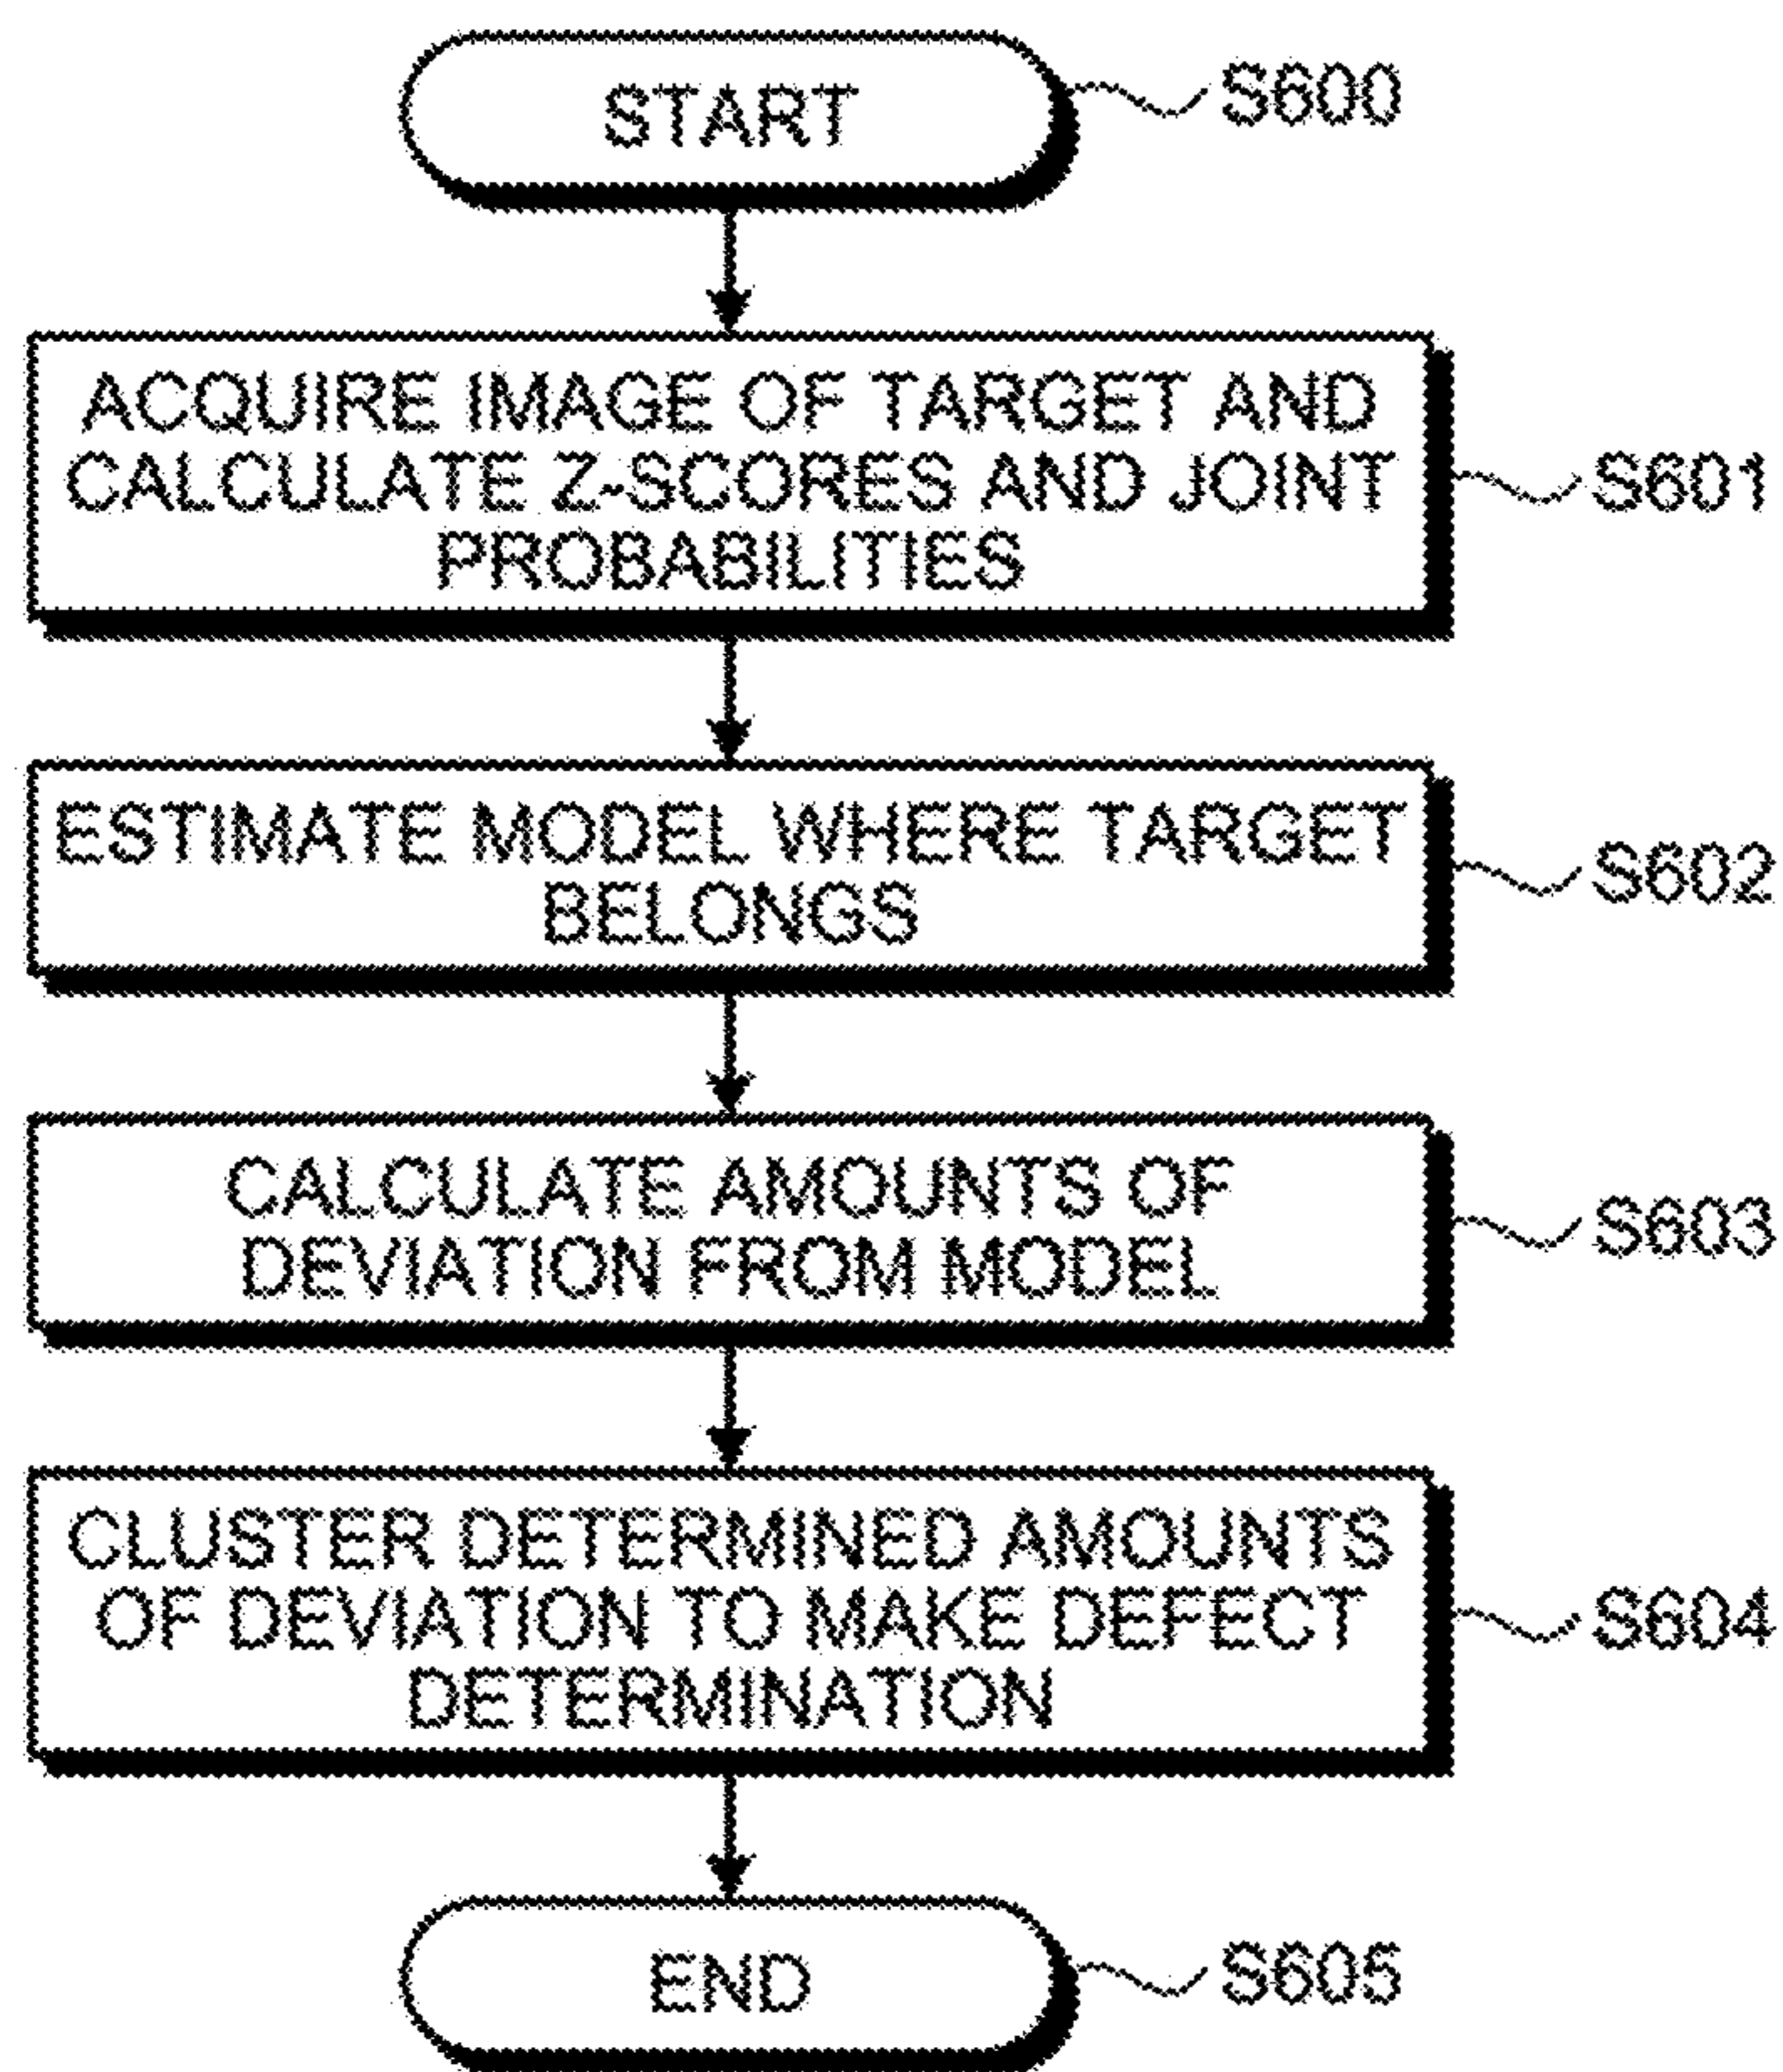 START
S600
ACQUIRE IMAGE OF TARGET AND
CALCULATE Z-SCORES AND JOINT
PROBABILITIES
S601
ESTIMATE MODEL WHERE TARGET
BELONGS
S602
CALCULATE AMOUNTS OF
DEVIATION FROM MODEL
S603
CLUSTER DETERMINED AMOUNTS
OF DEVIATION TO MAKE DEFECT
DETERMINATION
S604
END
S605